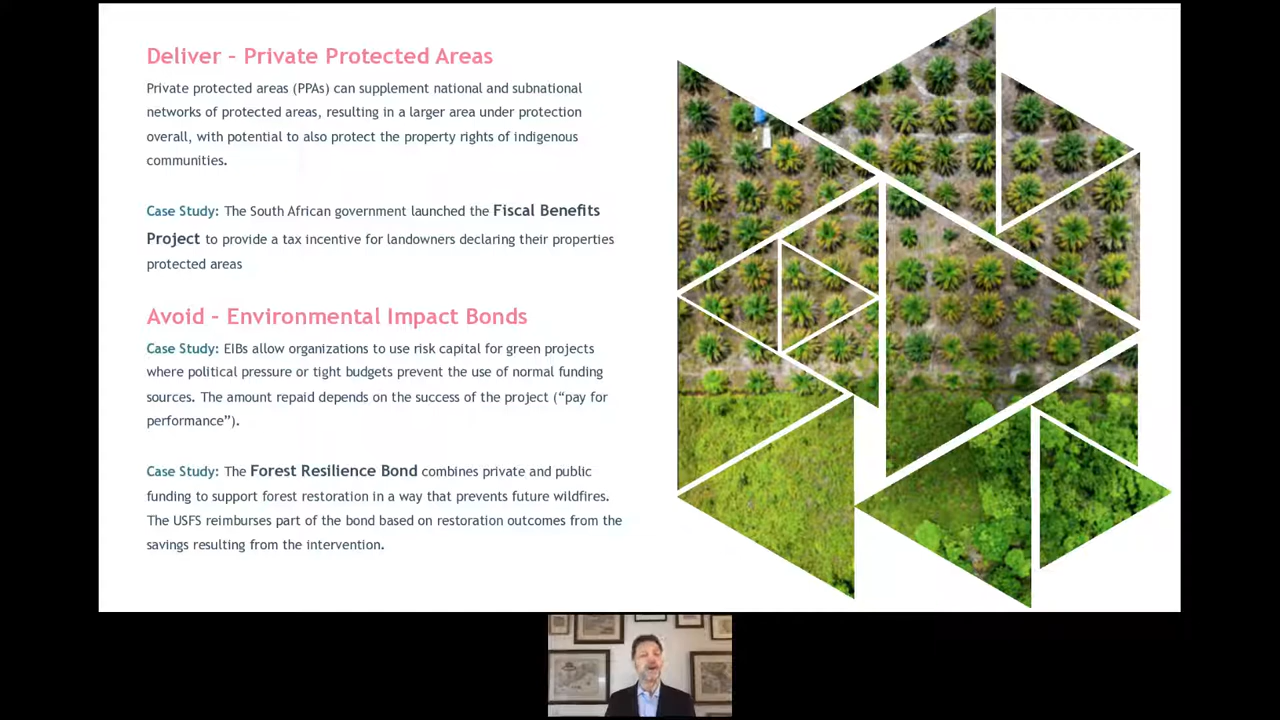 Deliver – Private Protected Areas
Private protected areas (PPAs) can supplement national and subnational
networks of protected areas, resulting in a larger area under protection
overall, with potential to also protect the property rights of indigenous
communities.
Case Study: The South African government launched the Fiscal Benefits
Project to provide a tax incentive for landowners declaring their properties
protected areas
Avoid – Environmental Impact Bonds
Case Study: EIBs allow organizations to use risk capital for green projects
where political pressure or tight budgets prevent the use of normal funding
sources. The amount repaid depends on the success of the project (“pay for
performance”).
Case Study: The Forest Resilience Bond combines private and public
funding to support forest restoration in a way that prevents future wildfires.
The USFS reimburses part of the bond based on restoration outcomes from the
savings resulting from the intervention.